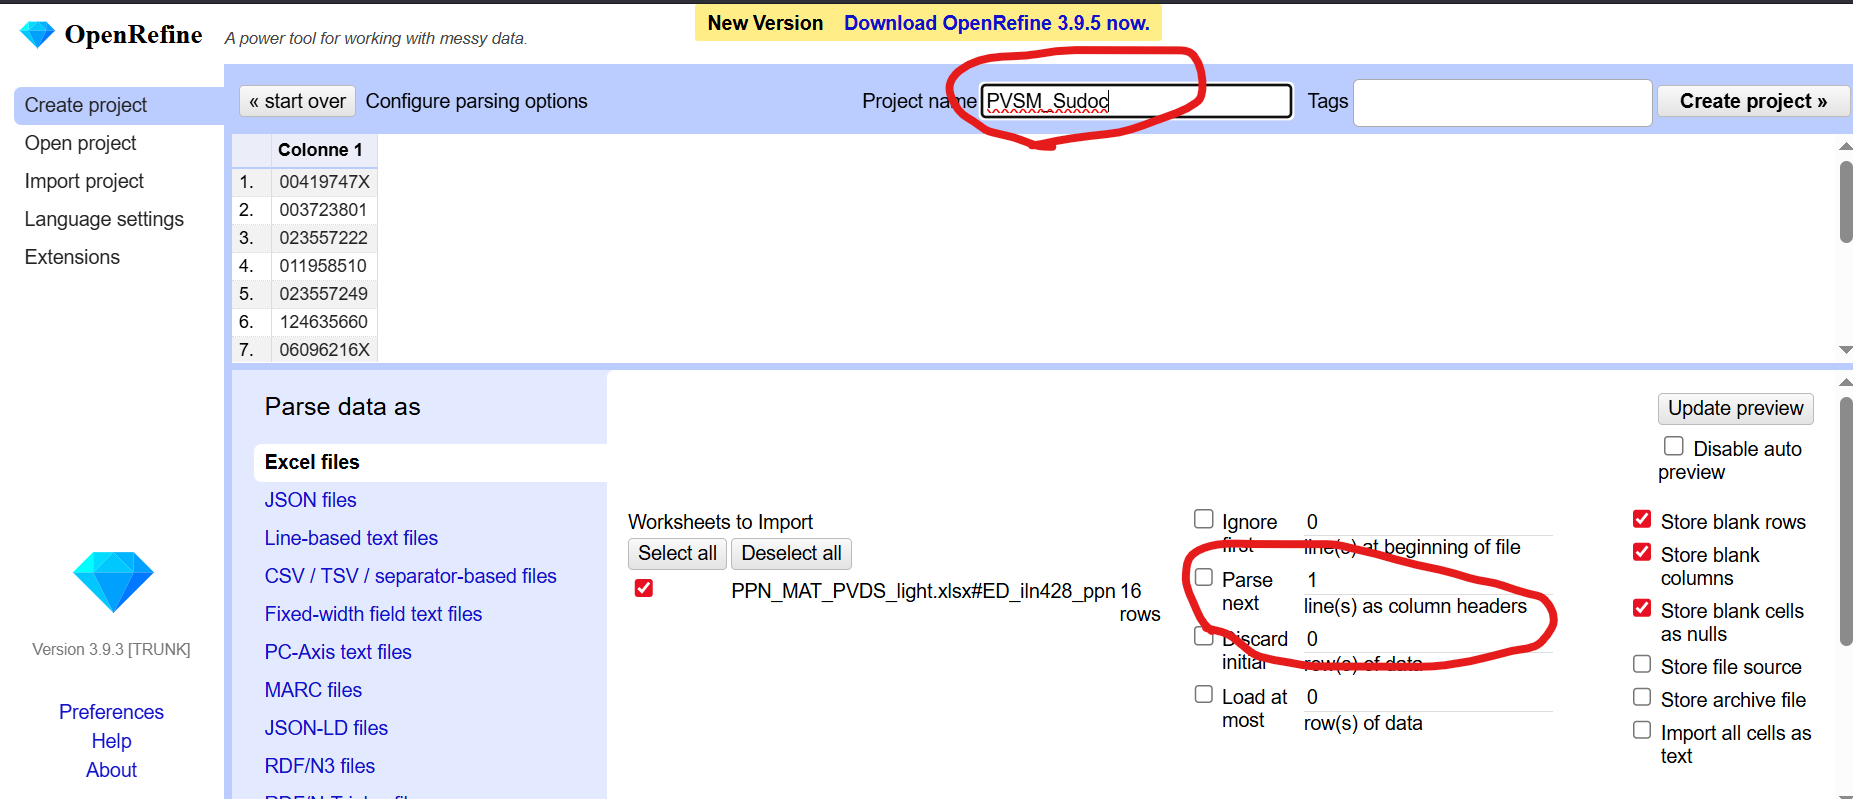 New Version Download OpenRefine 3.9.5 now.
OpenRefine A power tool for working with messy data.
Create project
Open project
Import project
Language settings
Extensions
Version 3.9.3 [TRUNK]
Preferences
Help
About
« start over Configure parsing options Project name PVSM_Sudoc Tags Create project »
Colonne 1
1. 00419747X
2. 003723801
3. 023557222
4. 011958510
5. 023557249
6. 124635660
7. 06096216X
Parse data as
Excel files
JSON files
Line-based text files
CSV / TSV / separator-based files
Fixed-width field text files
PC-Axis text files
MARC files
JSON-LD files
RDF/N3 files
Worksheets to Import
Select all Deselect all
PPN_MAT_PVDS_light.xlsx#ED_iln428_ppn 16
rows
Ignore 0
first line(s) at beginning of file
Parse 1
next line(s) as column headers
Discard 0
initial row(s) of data
Load at 0
most row(s) of data
Update preview
Disable auto
preview
Store blank rows
Store blank
columns
Store blank cells
as nulls
Store file source
Store archive file
Import all cells as
text